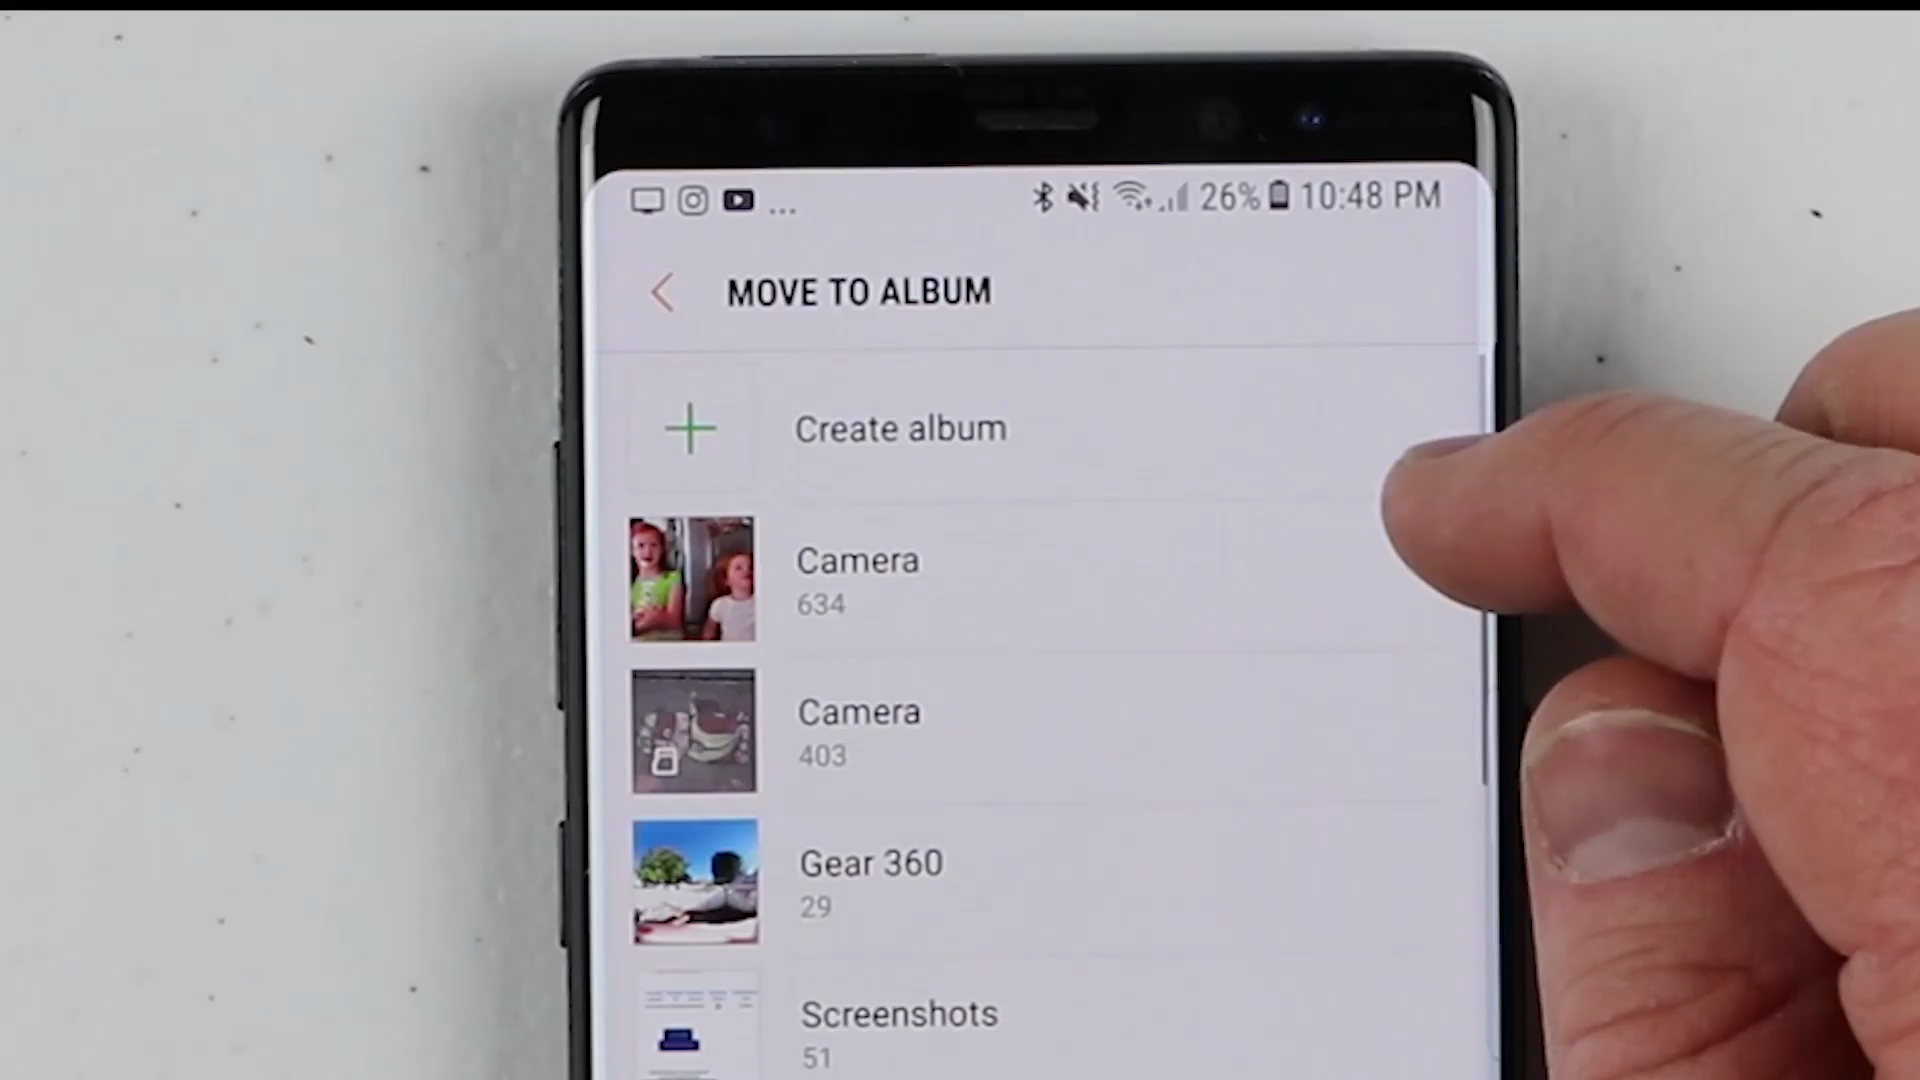 ... 26% 10:48 PM
MOVE TO ALBUM
Create album
Camera
634
Camera
403
Gear 360
29
Screenshots
51